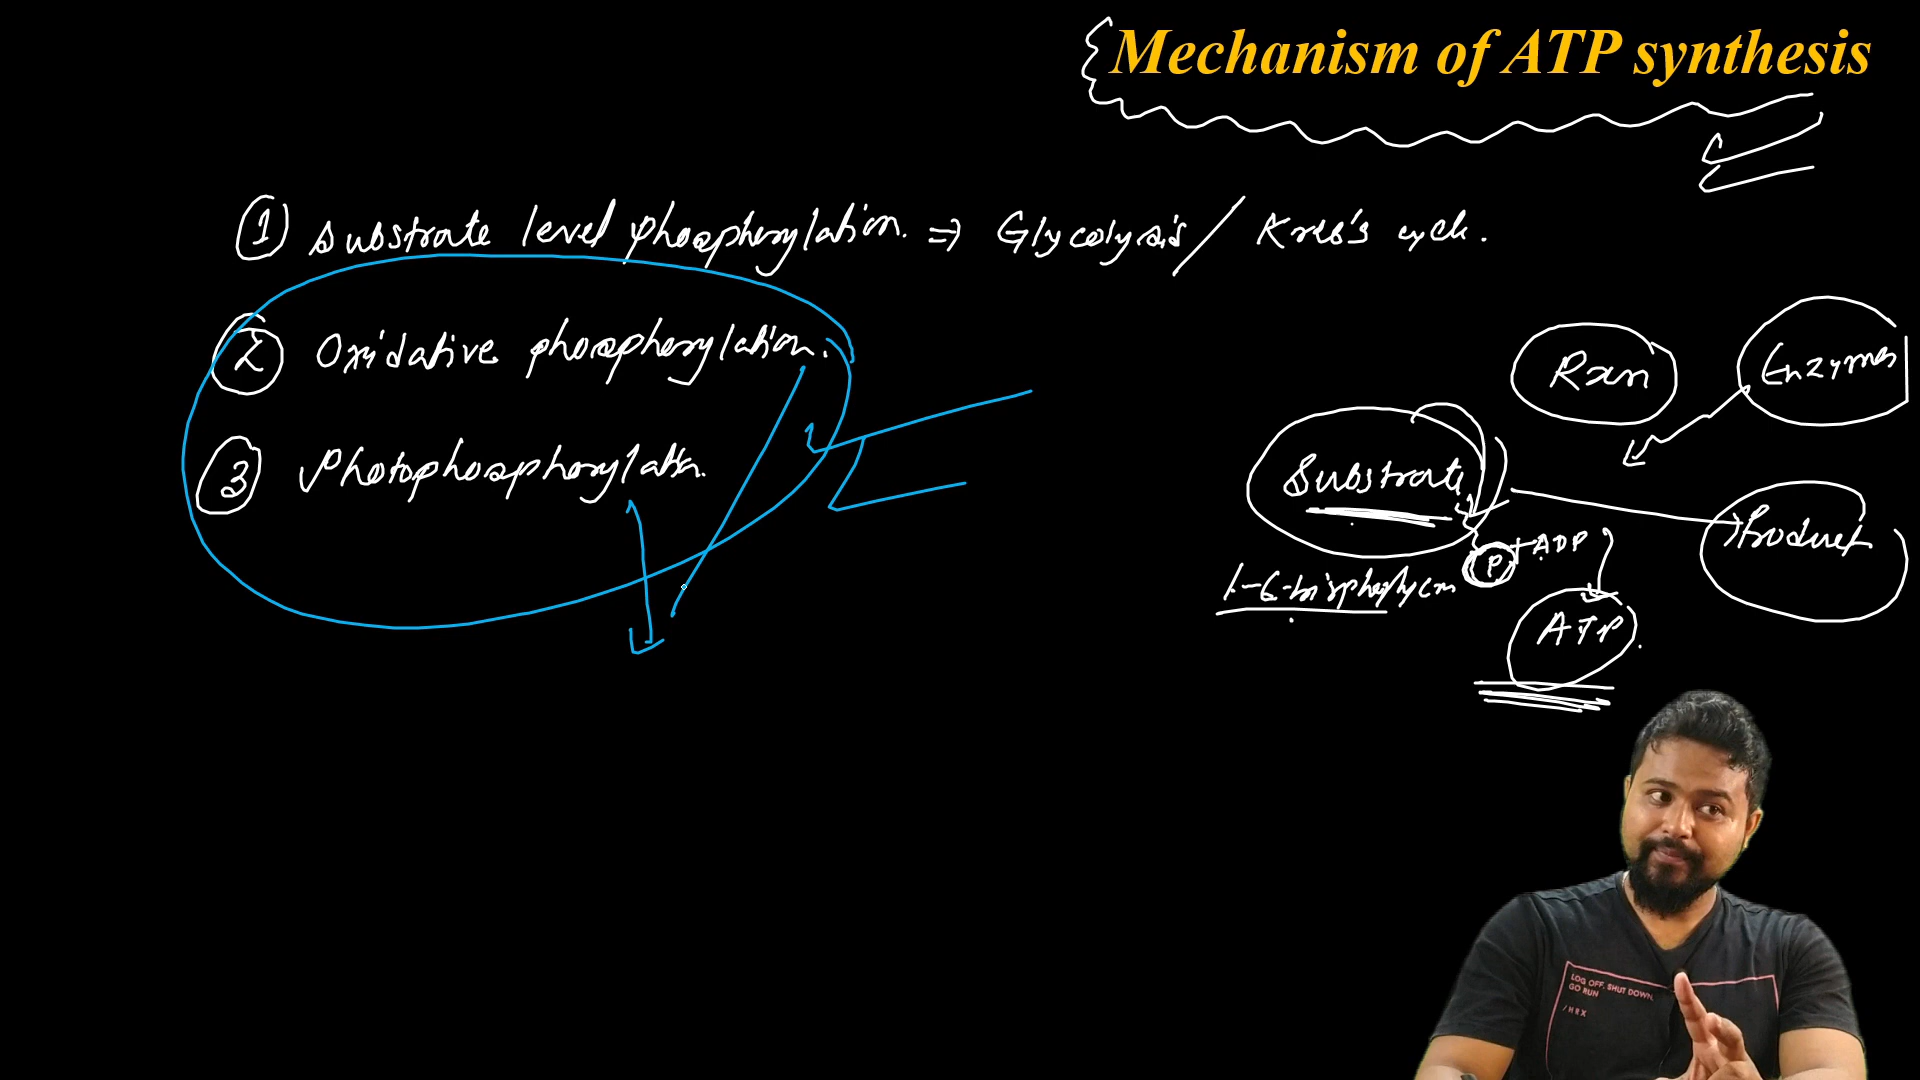 Mechanism of ATP synthesis
① Substrate level phosphorylation. ⇒ Glycolysis / Kreb's cycle.
② Oxidative phosphorylation.
③ Photophosphorylation.
Rxn
Enzymes
Substrate
Product
P + ADP
ATP.
LOG OFF, SHUT DOWN,
GO RUN
/HRX